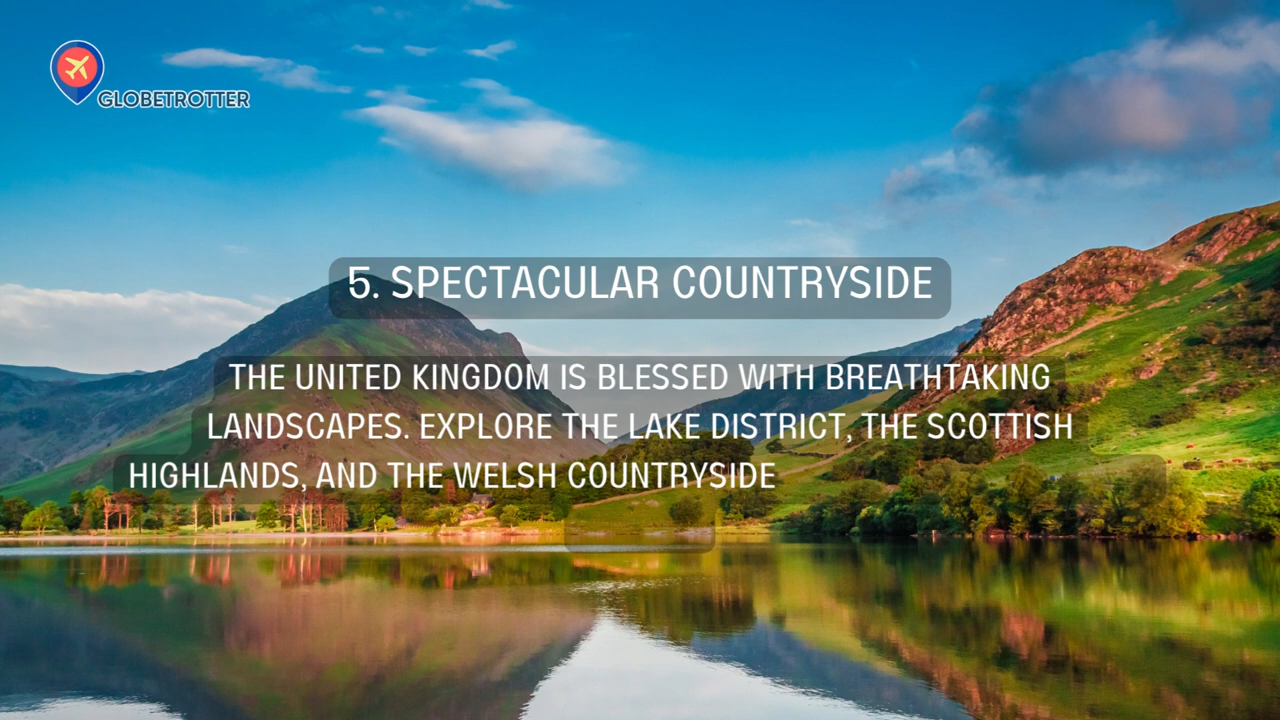 GLOBETROTTER
5. SPECTACULAR COUNTRYSIDE
THE UNITED KINGDOM IS BLESSED WITH BREATHTAKING
LANDSCAPES. EXPLORE THE LAKE DISTRICT, THE SCOTTISH
HIGHLANDS, AND THE WELSH COUNTRYSIDE